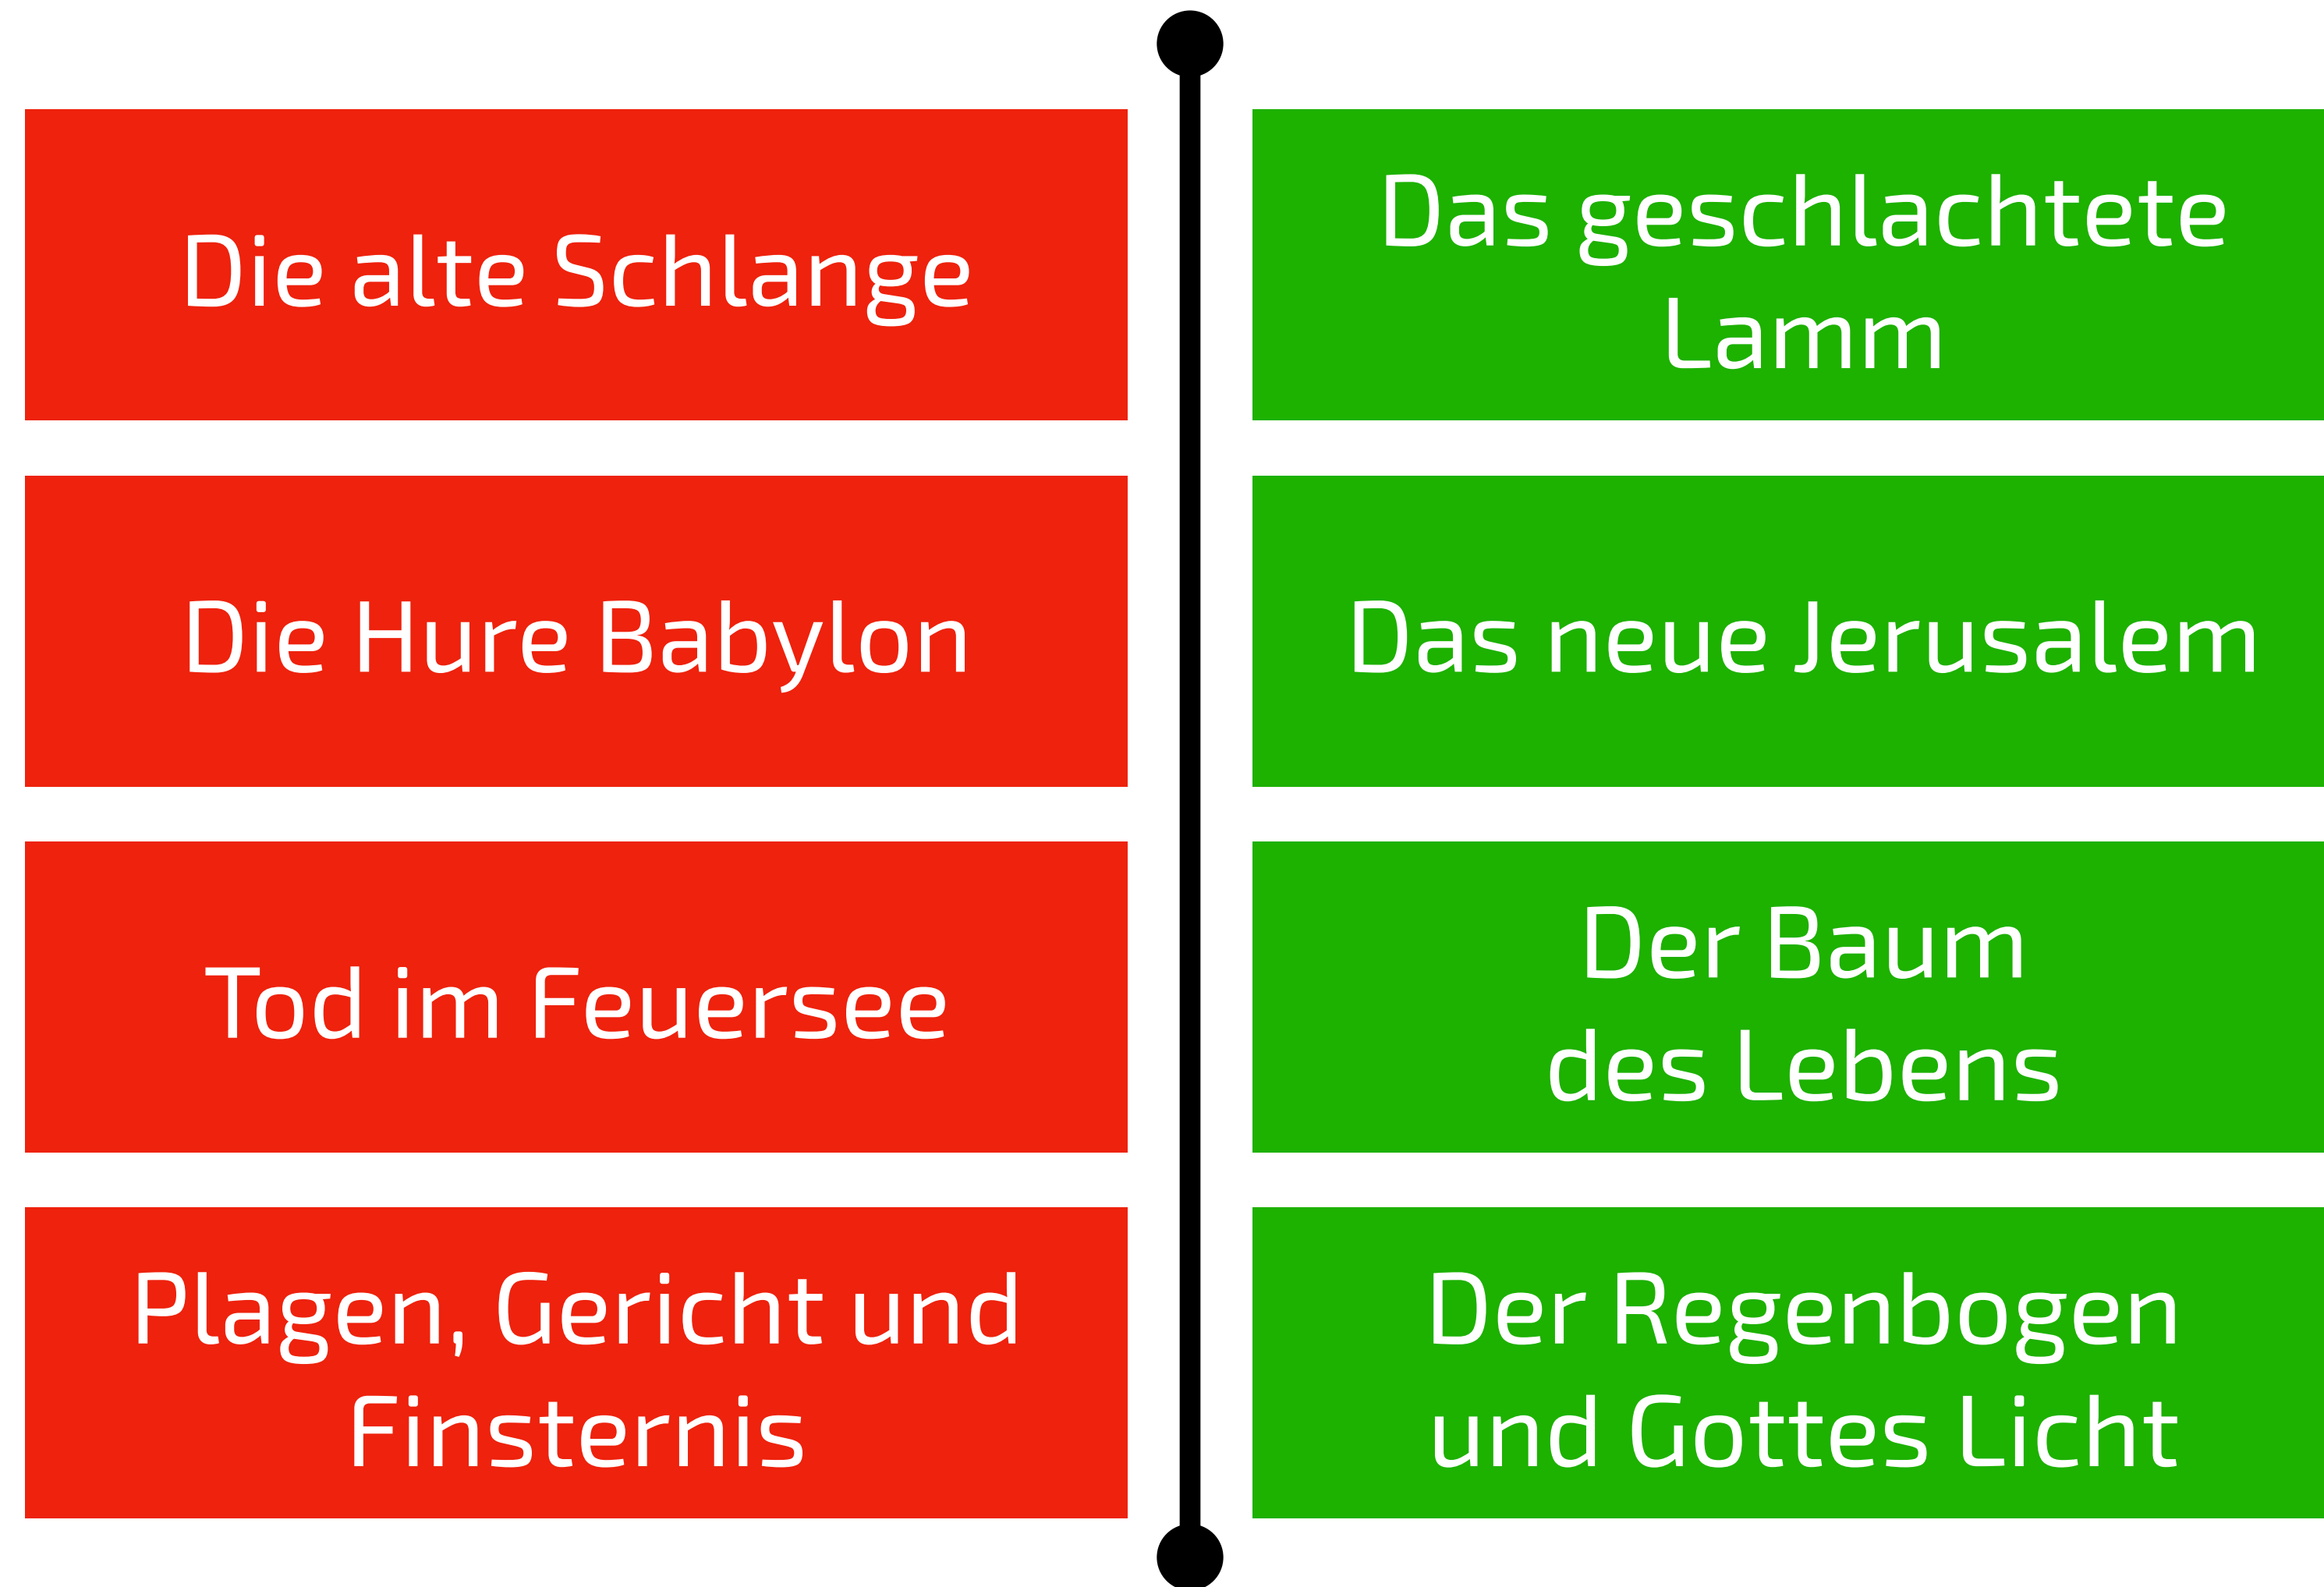 Die alte Schlange
Das geschlachtete
Lamm
Die Hure Babylon
Das neue Jerusalem
Tod im Feuersee
Der Baum
des Lebens
Plagen, Gericht und
Finsternis
Der Regenbogen
und Gottes Licht